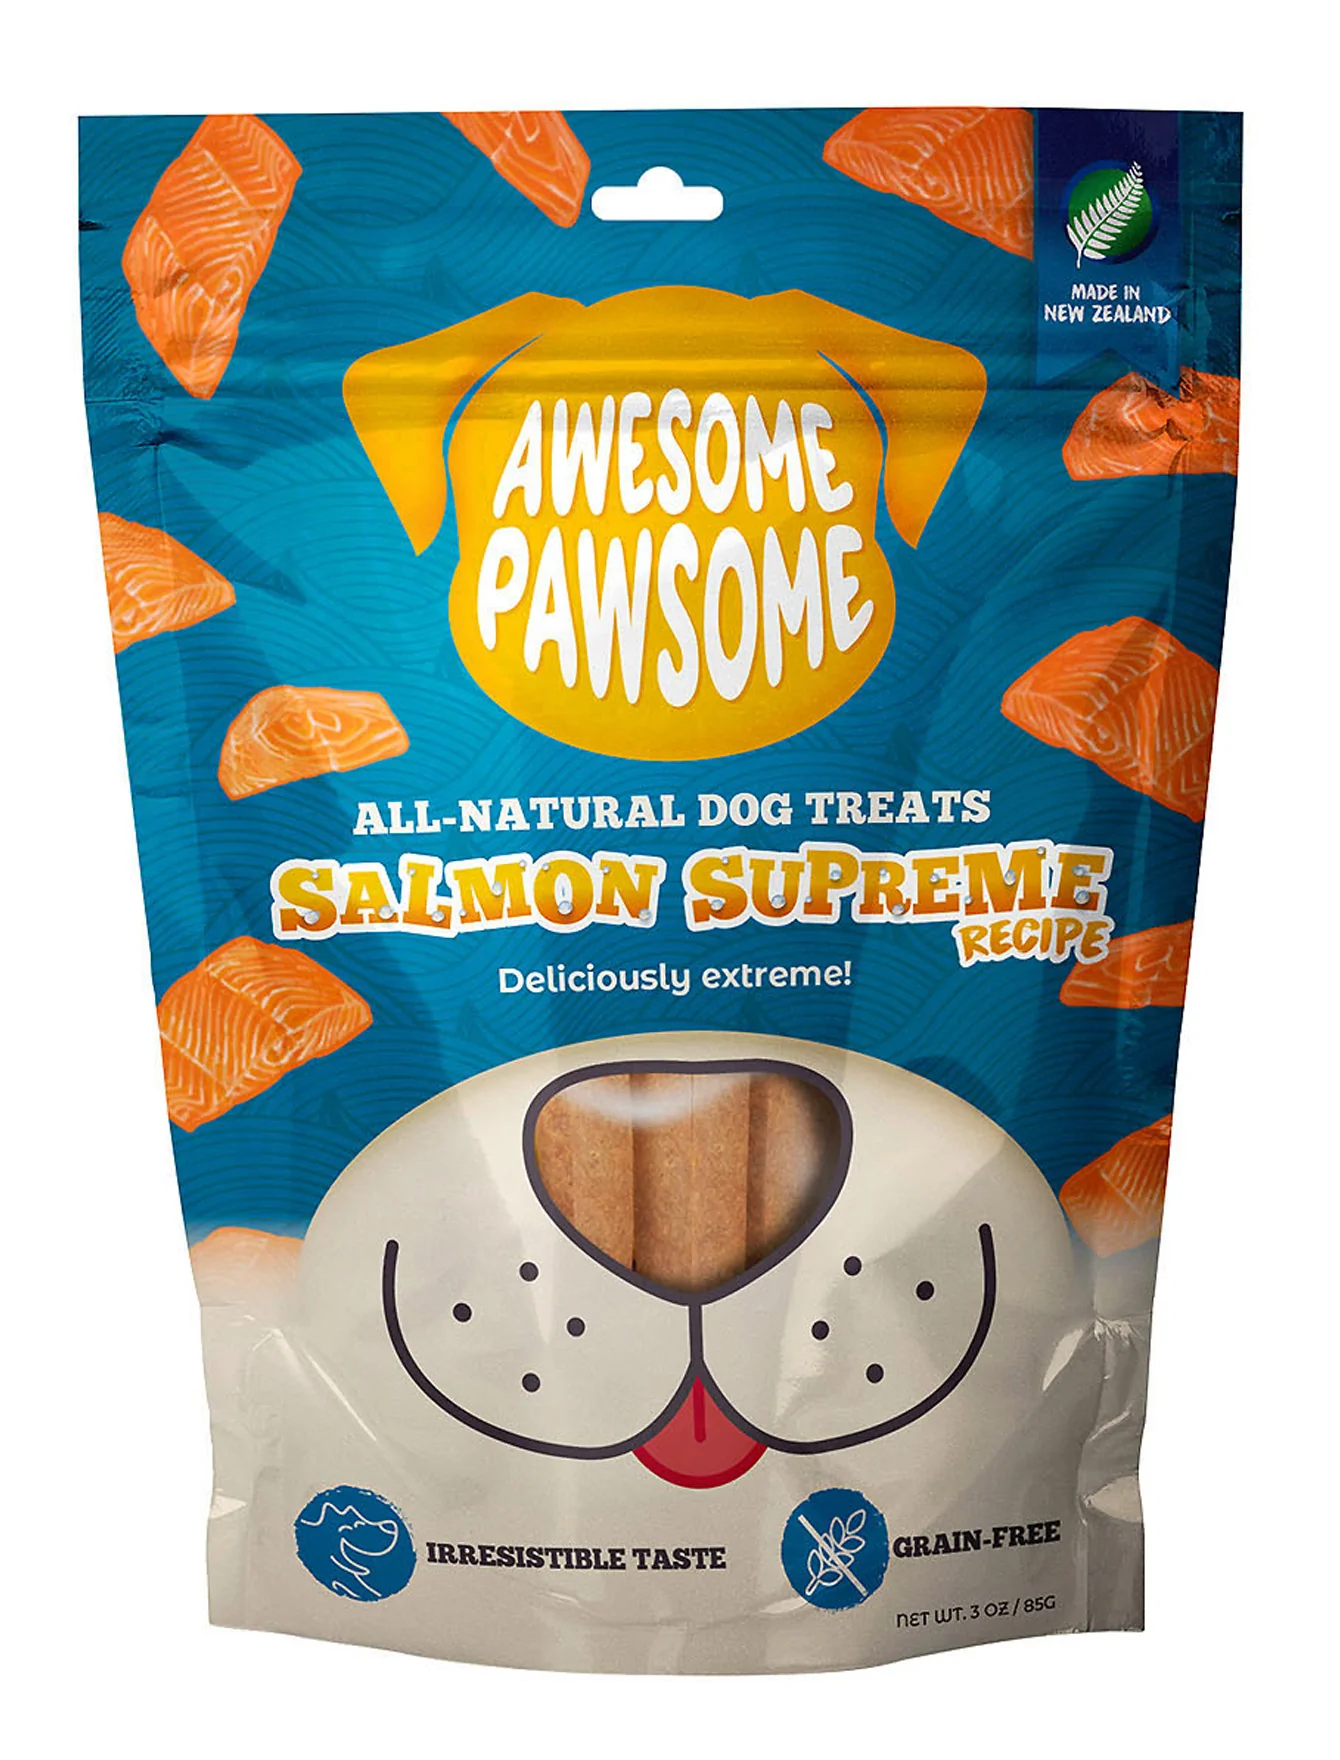 MADE IN
NEW ZEALAND
AWESOME
PAWSOME
ALL-NATURAL DOG TREATS
SALMON SUPREME
RECIPE
Deliciously extreme!
IRRESISTIBLE TASTE
GRAIN-FREE
NET WT. 3 OZ / 85G